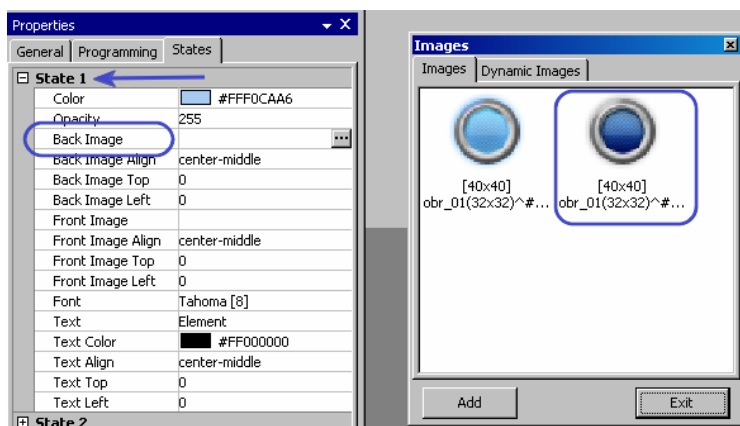 Properties
General Programming States
State 1
Color #FFF0CAA6
Opacity 255
Back Image ...
Back Image Align center-middle
Back Image Top 0
Back Image Left 0
Front Image
Front Image Align center-middle
Front Image Top 0
Front Image Left 0
Font Tahoma [8]
Text Element
Text Color #FF000000
Text Align center-middle
Text Top 0
Text Left 0
State 2
Images
Images Dynamic Images
[40x40] [40x40]
obr_01(32x32)^#... obr_01(32x32)^#...
Add Exit